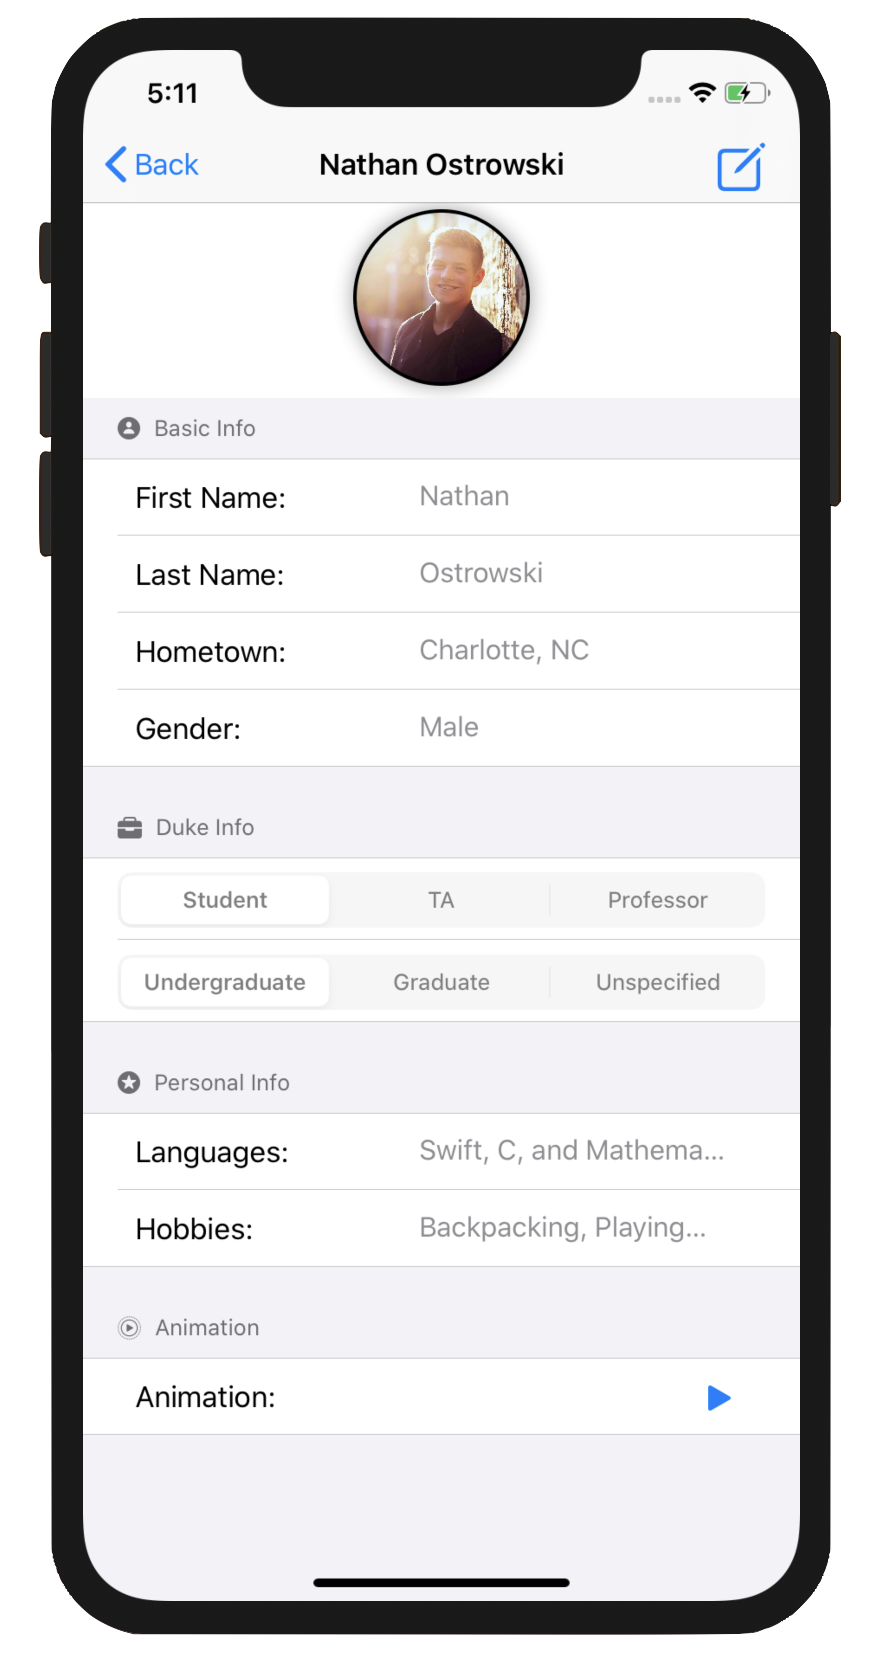 5:11
Back Nathan Ostrowski
Basic Info
First Name: Nathan
Last Name: Ostrowski
Hometown: Charlotte, NC
Gender: Male
Duke Info
Student TA Professor
Undergraduate Graduate Unspecified
Personal Info
Languages: Swift, C, and Mathema...
Hobbies: Backpacking, Playing...
Animation
Animation: